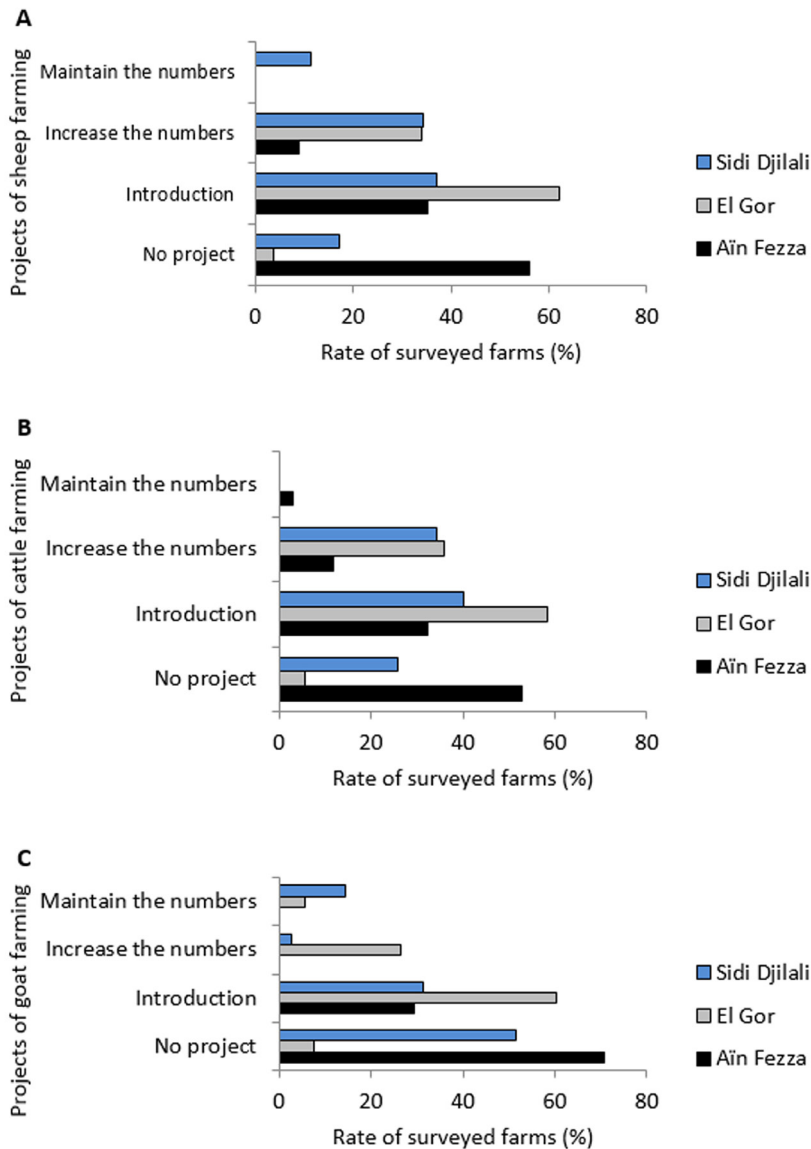 A
Projects of sheep farming
Maintain the numbers
Increase the numbers
Introduction
No project
0 20 40 60 80
Rate of surveyed farms (%)
Sidi Djilali
El Gor
Aïn Fezza
B
Projects of cattle farming
Maintain the numbers
Increase the numbers
Introduction
No project
0 20 40 60 80
Rate of surveyed farms (%)
Sidi Djilali
El Gor
Aïn Fezza
C
Projects of goat farming
Maintain the numbers
Increase the numbers
Introduction
No project
0 20 40 60 80
Rate of surveyed farms (%)
Sidi Djilali
El Gor
Aïn Fezza